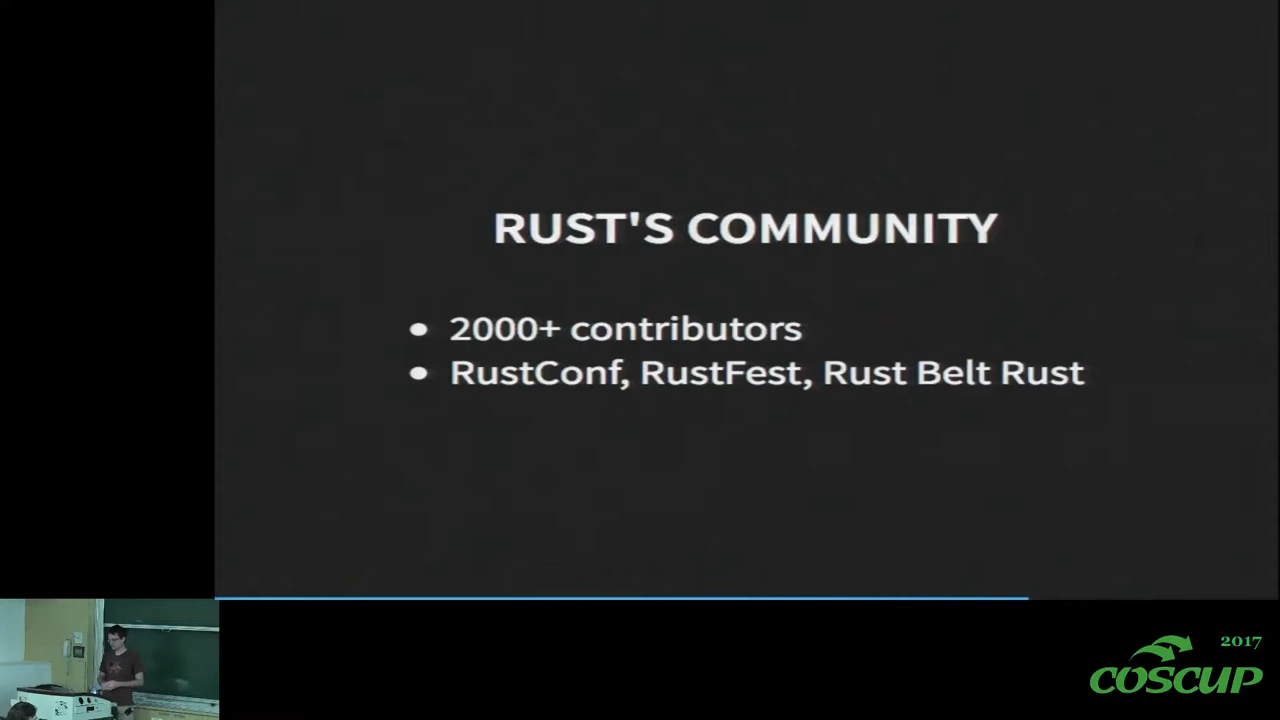 RUST'S COMMUNITY
2000+ contributors
RustConf, RustFest, Rust Belt Rust
2017
COSCUP